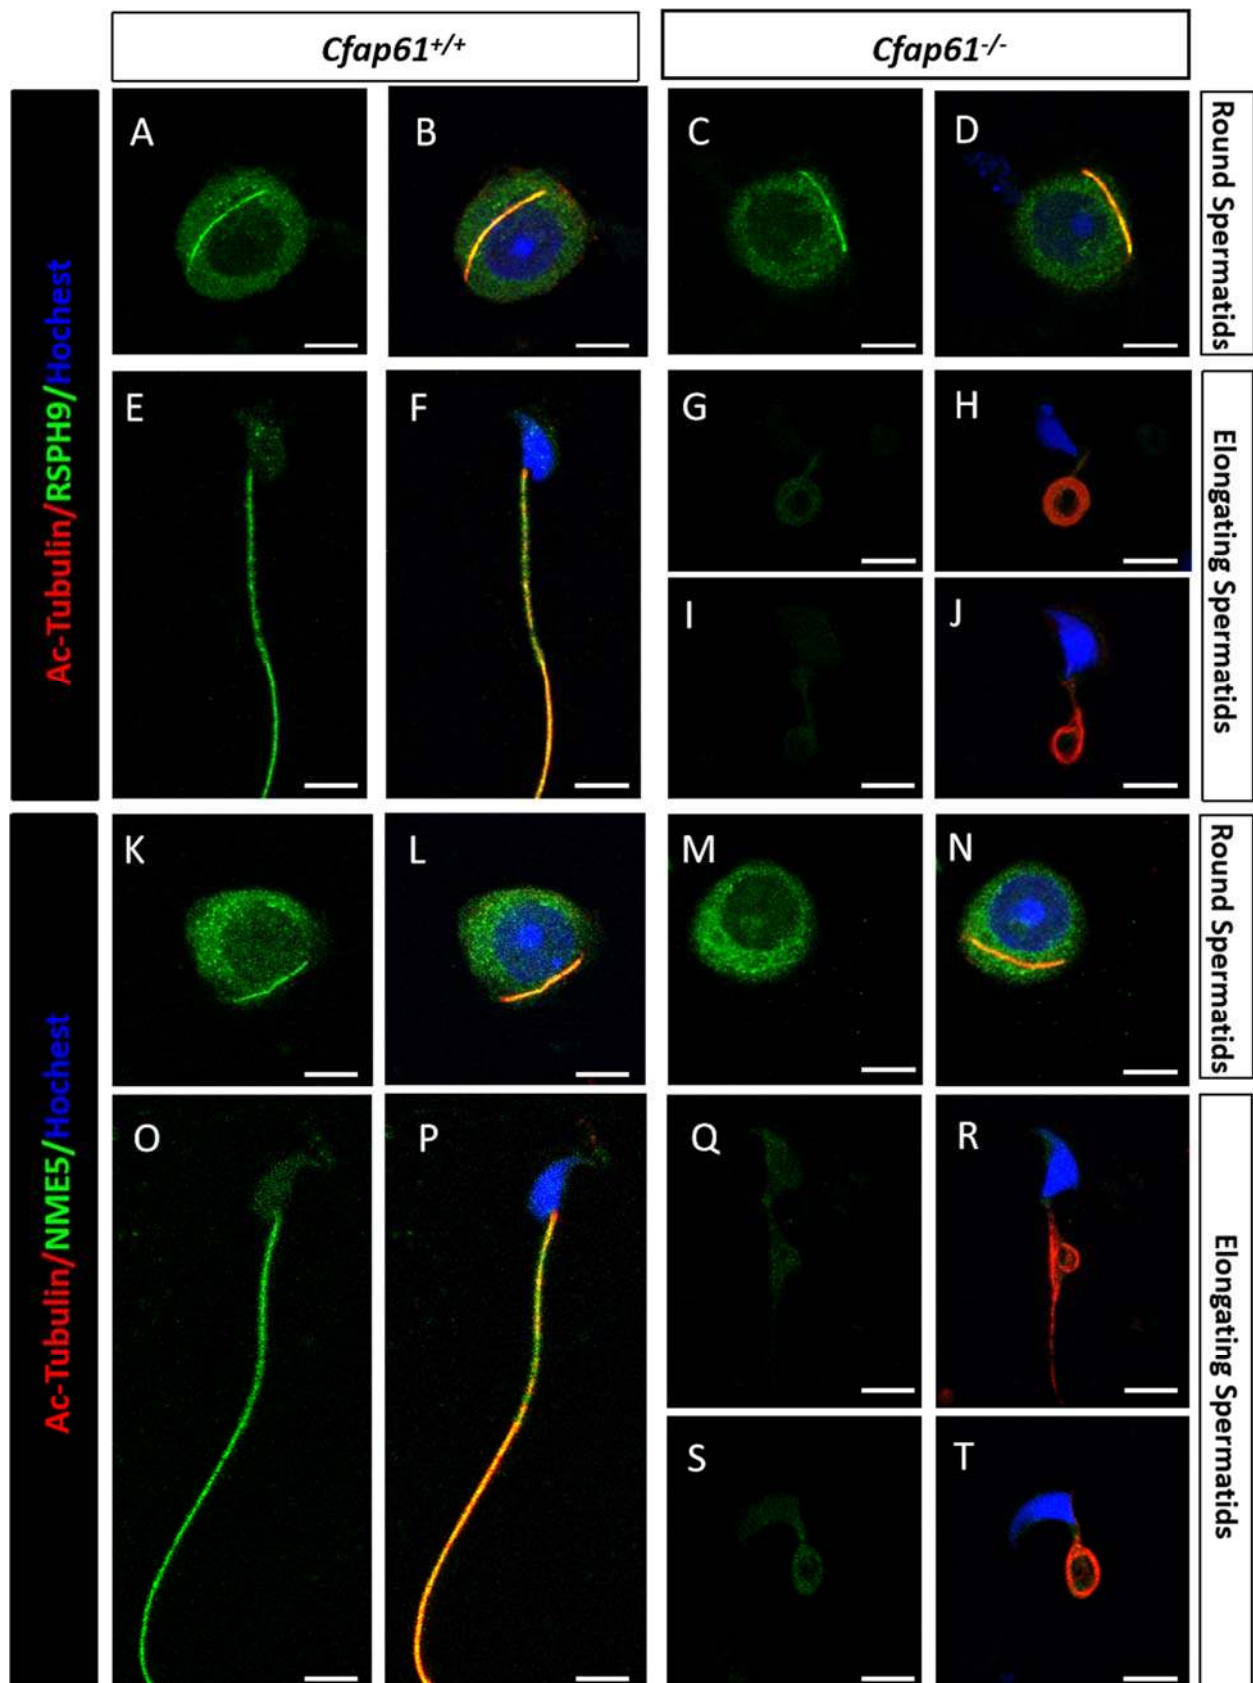 Cfap61+/+
Cfap61-/-
Ac-Tubulin/RSPH9/Hochest
A
B
C
D
Round Spermatids
E
F
G
H
I
J
Elongating Spermatids
Ac-Tubulin/NME5/Hochest
K
L
M
N
Round Spermatids
O
P
Q
R
S
T
Elongating Spermatids